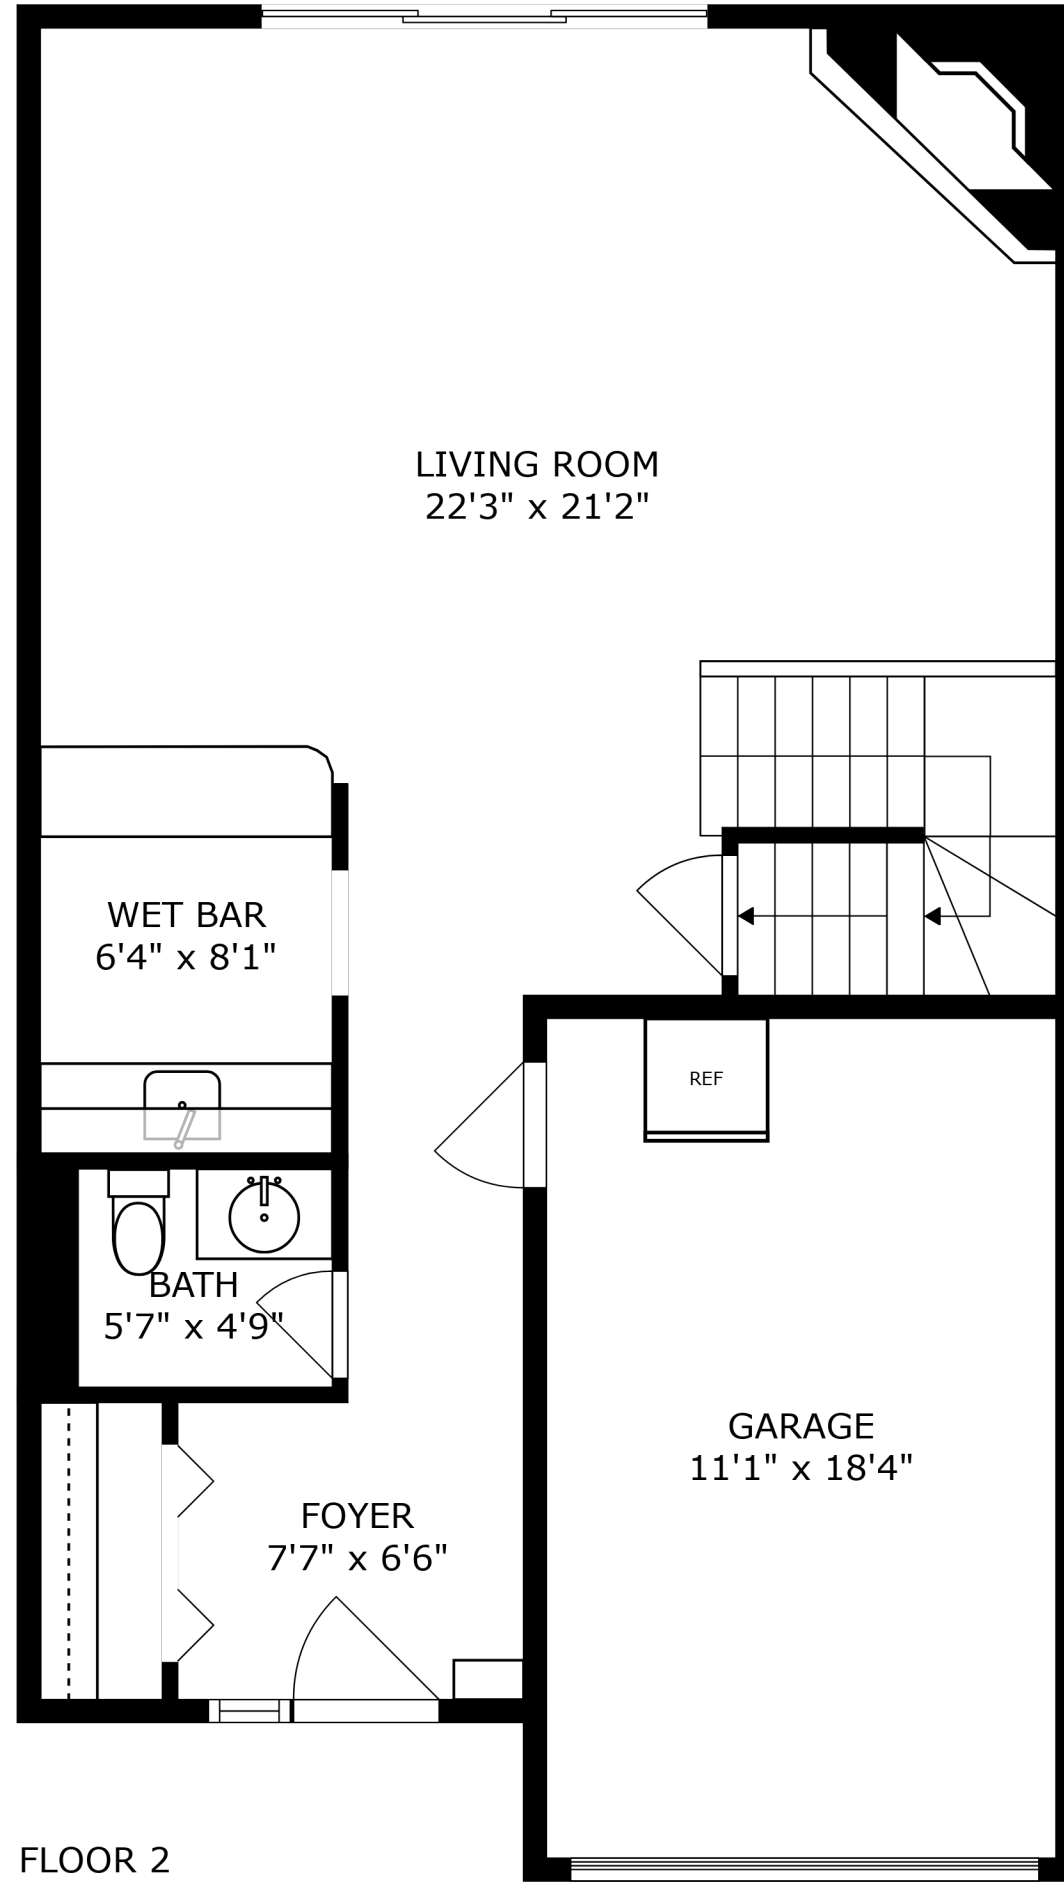 LIVING ROOM
22'3" x 21'2"
WET BAR
6'4" x 8'1"
REF
BATH
5'7" x 4'9"
GARAGE
11'1" x 18'4"
FOYER
7'7" x 6'6"
FLOOR 2